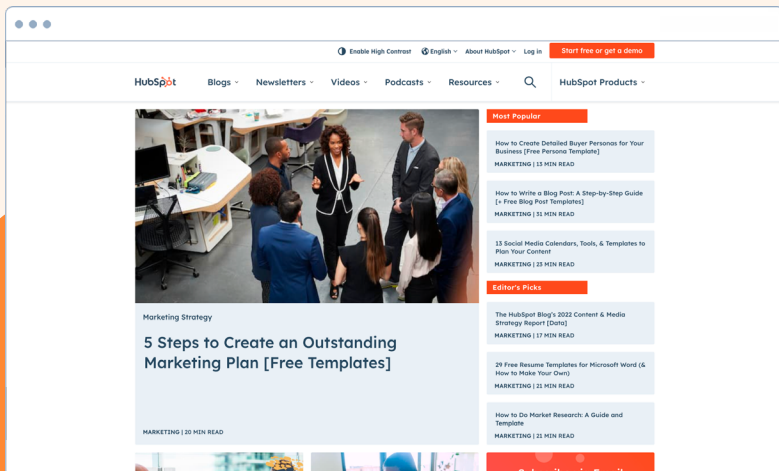 Enable High Contrast English About HubSpot Log in Start free or get a demo
HubSpot Blogs Newsletters Videos Podcasts Resources HubSpot Products
Marketing Strategy
5 Steps to Create an Outstanding
Marketing Plan [Free Templates]
MARKETING | 20 MIN READ
Most Popular
How to Create Detailed Buyer Personas for Your
Business [Free Persona Template]
MARKETING | 13 MIN READ
How to Write a Blog Post: A Step-by-Step Guide
[+ Free Blog Post Templates]
MARKETING | 31 MIN READ
13 Social Media Calendars, Tools, & Templates to
Plan Your Content
MARKETING | 23 MIN READ
Editor's Picks
The HubSpot Blog's 2022 Content & Media
Strategy Report [Data]
MARKETING | 17 MIN READ
29 Free Resume Templates for Microsoft Word (&
How to Make Your Own)
MARKETING | 21 MIN READ
How to Do Market Research: A Guide and
Template
MARKETING | 21 MIN READ